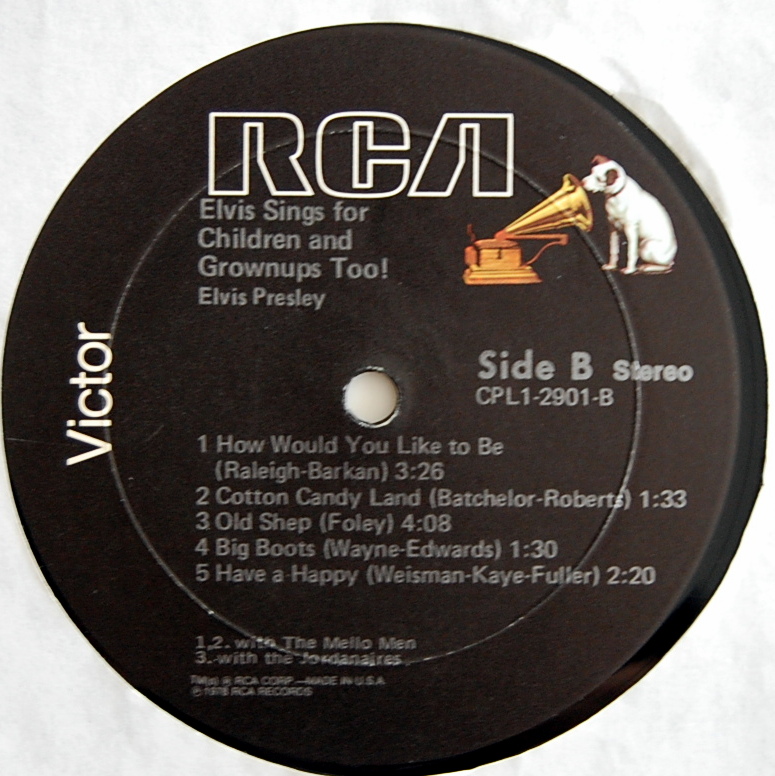 RCA
Elvis Sings for
Children and
Grownups Too!
Elvis Presley
Victor
Side B Stereo
CPL1-2901-B
1 How Would You Like to Be
(Raleigh-Barkan) 3:26
2 Cotton Candy Land (Batchelor-Roberts) 1:33
3 Old Shep (Foley) 4:08
4 Big Boots (Wayne-Edwards) 1:30
5 Have a Happy (Weisman-Kaye-Fuller) 2:20
1,2. with The Mello Men
3. with the Jordanaires
TM(s) ® RCA CORP.—MADE IN U.S.A
℗ 1978 RCA RECORDS